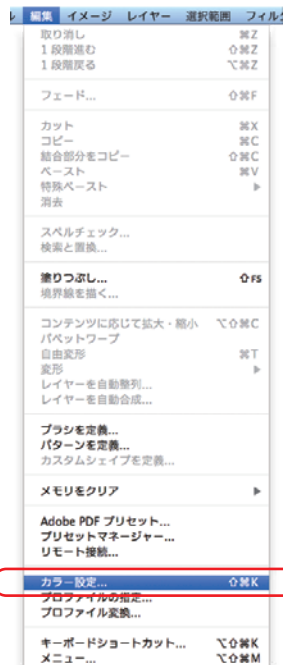 編集 イメージ レイヤー 選択範囲 フィル
取り消し ⌘Z
1 段階進む ⇧⌘Z
1 段階戻る ⌥⌘Z
フェード... ⇧⌘F
カット ⌘X
コピー ⌘C
結合部分をコピー ⇧⌘C
ペースト ⌘V
特殊ペースト ▶
消去
スペルチェック...
検索と置換...
塗りつぶし... ⇧F5
境界線を描く...
コンテンツに応じて拡大・縮小 ⌥⇧⌘C
パペットワープ
自由変形 ⌘T
変形 ▶
レイヤーを自動整列...
レイヤーを自動合成...
ブラシを定義...
パターンを定義...
カスタムシェイプを定義...
メモリをクリア ▶
Adobe PDF プリセット...
プリセットマネージャー...
リモート接続...
カラー設定... ⇧⌘K
プロファイルの指定...
プロファイル変換...
キーボードショートカット... ⌥⇧⌘K
メニュー... ⌥⇧⌘M